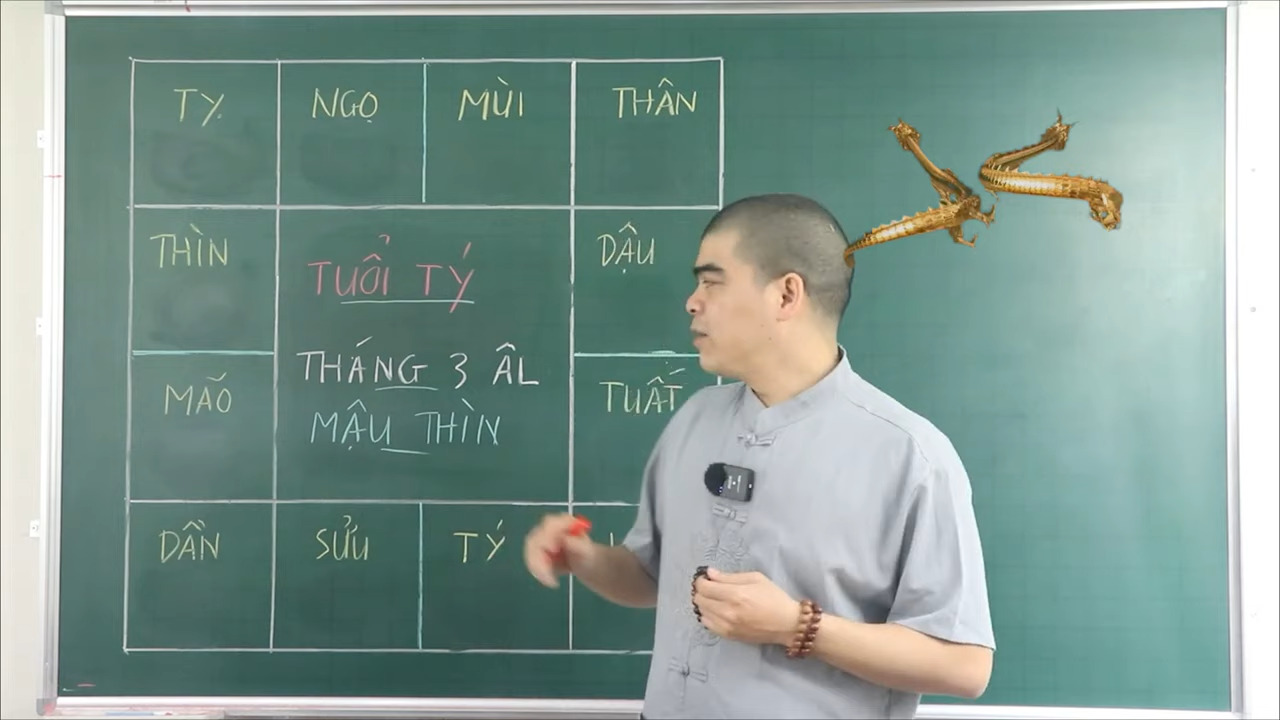 TỴ
NGỌ
MÙI
THÂN
THÌN
TUỔI TÝ
DẬU
THÁNG 3 ÂL
MÃO
MẬU THÌN
TUẤT
DẦN
SỬU
TÝ